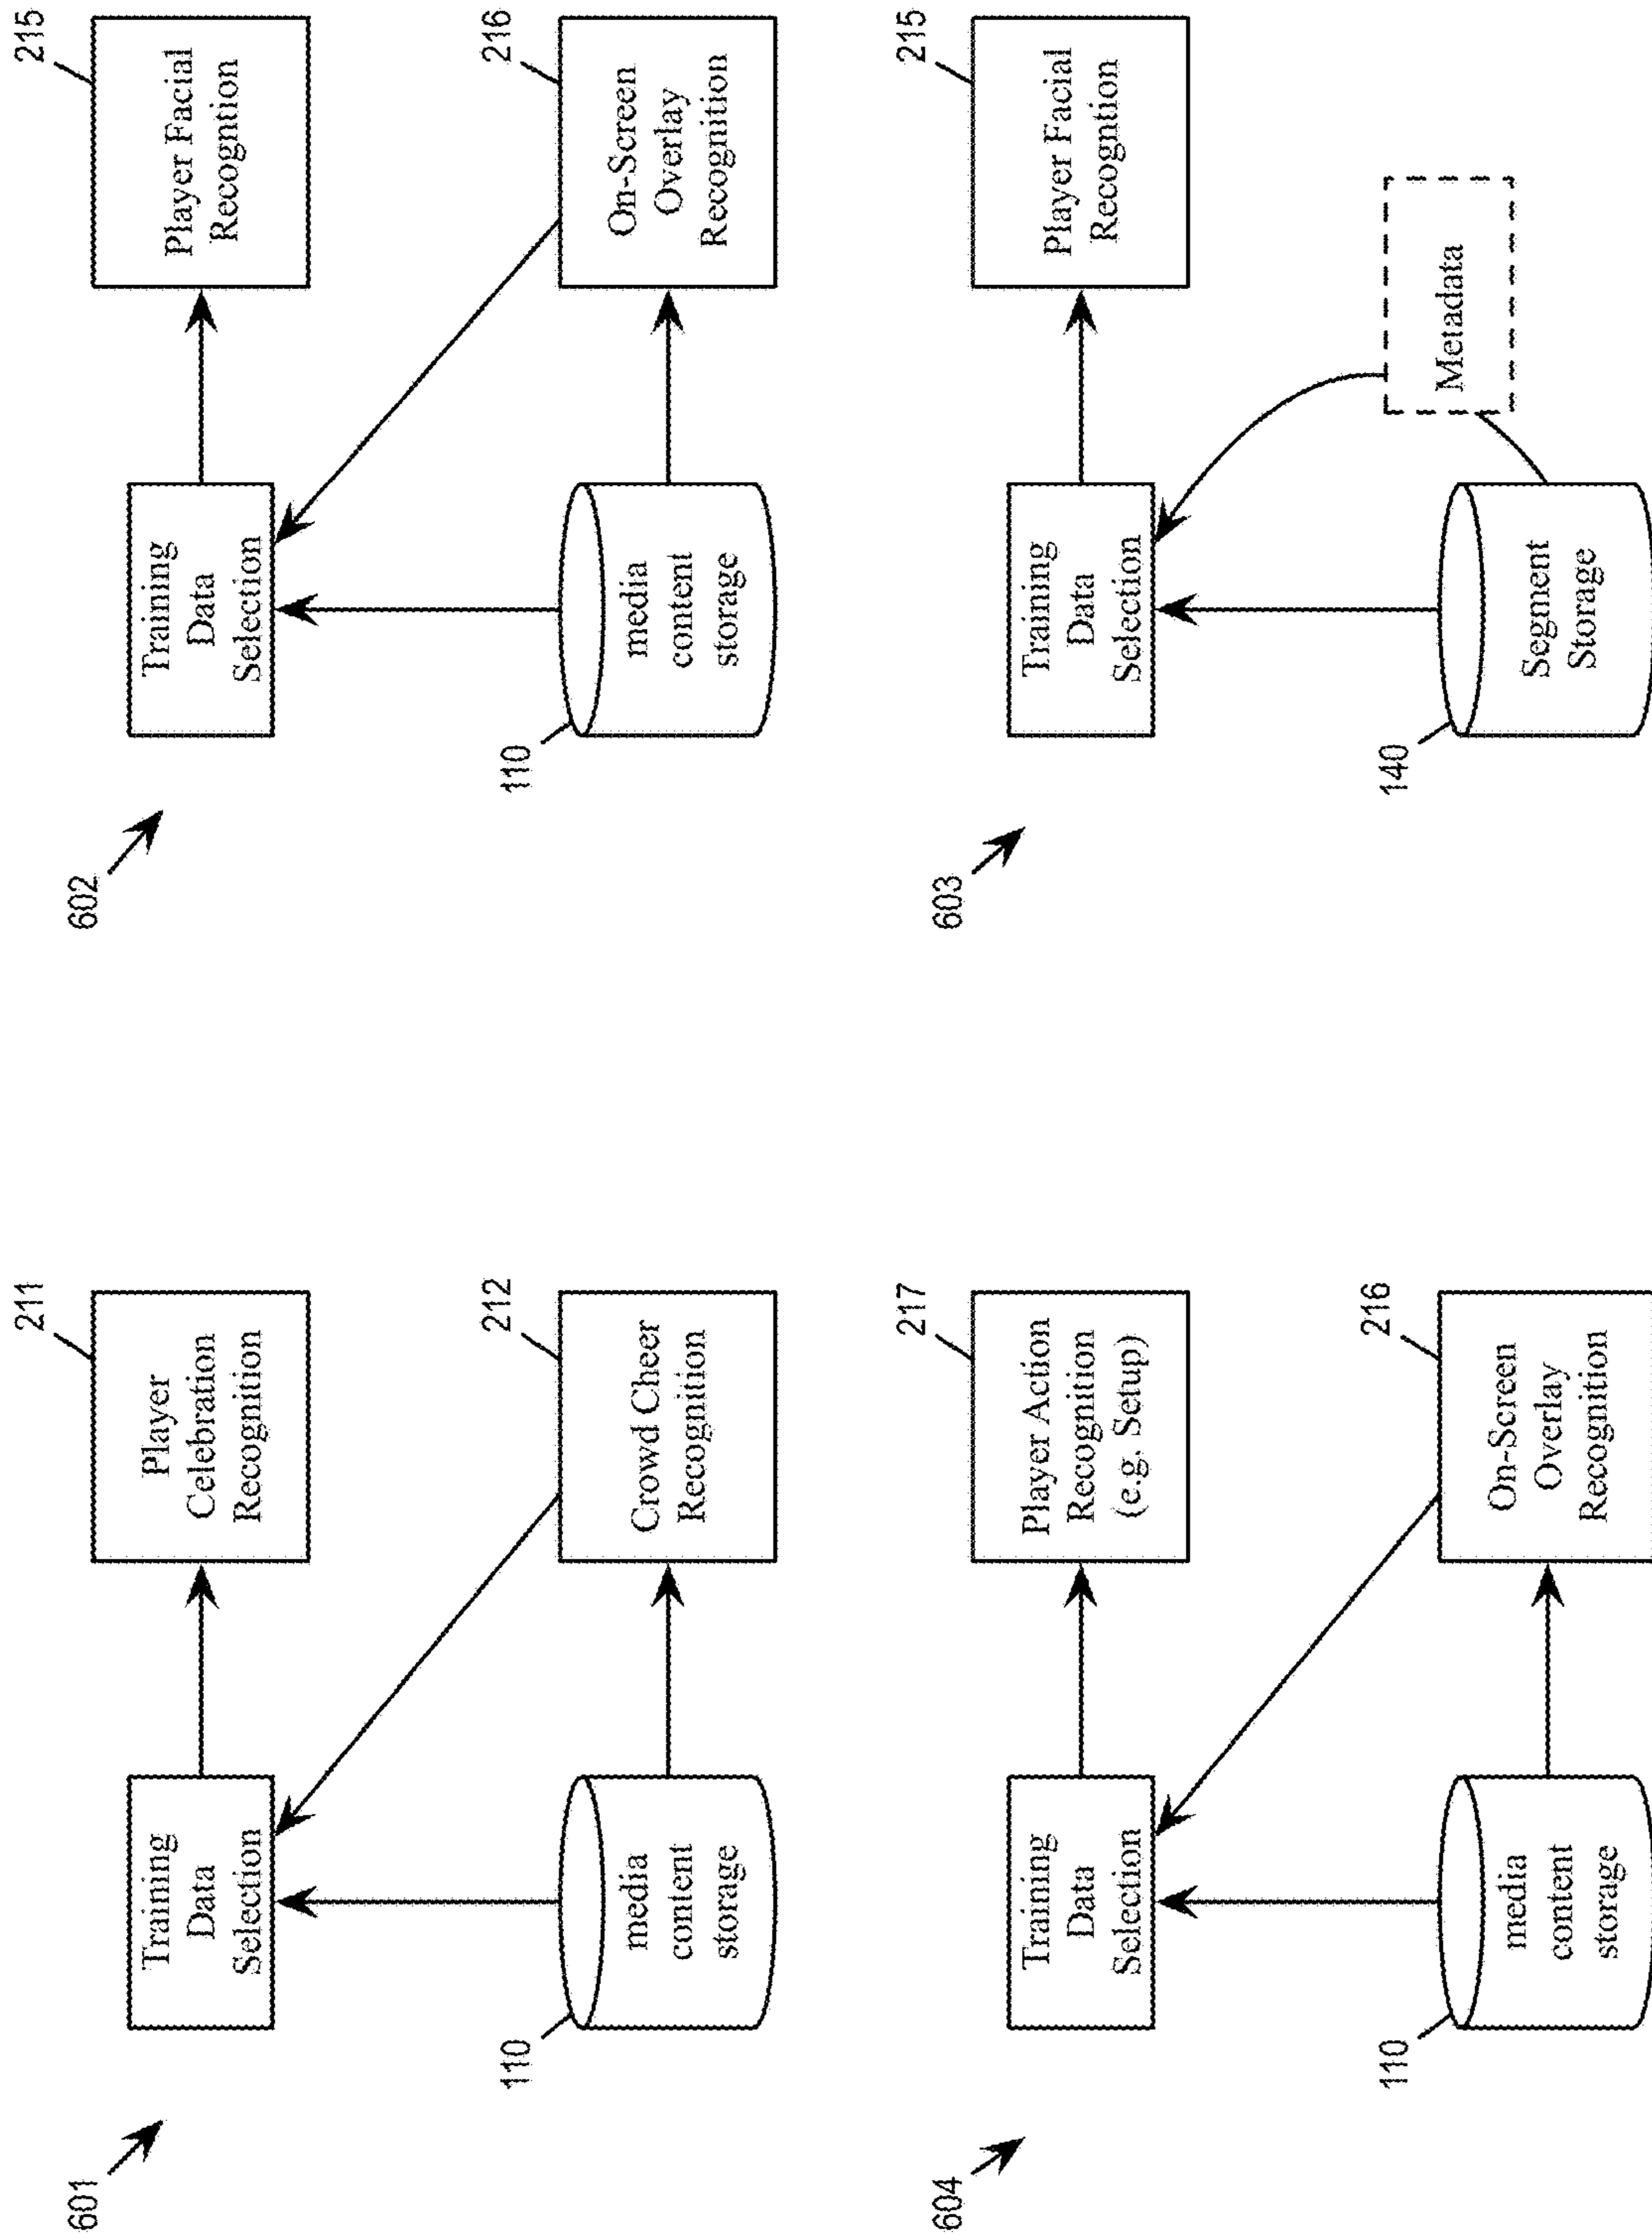 601
Training
Data
Selection
211
Player
Celebration
Recognition
110
media
content
storage
212
Crowd Cheer
Recognition
602
Training
Data
Selection
215
Player Facial
Recogntion
110
media
content
storage
216
On-Screen
Overlay
Recognition
604
Training
Data
Selection
217
Player Action
Recognition
(e.g. Setup)
110
media
content
storage
216
On-Screen
Overlay
Recognition
603
Training
Data
Selection
215
Player Facial
Recogntion
140
Segment
Storage
Metadata